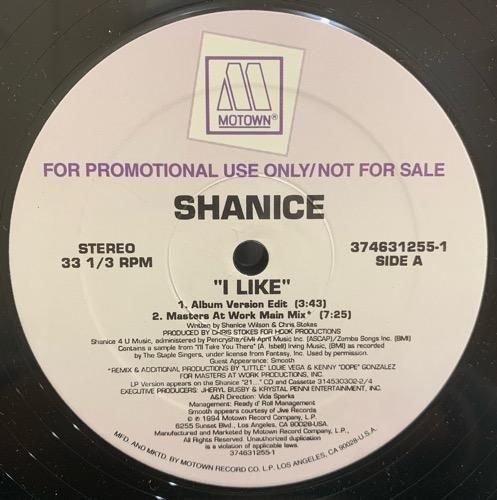 MOTOWN®
FOR PROMOTIONAL USE ONLY/NOT FOR SALE
SHANICE
STEREO
33 1/3 RPM
374631255-1
SIDE A
"I LIKE"
1. Album Version Edit (3:43)
2. Masters At Work Main Mix* (7:25)
Written by Shanice Wilson & Chris Stokes
PRODUCED BY CHRIS STOKES FOR HOOK PRODUCTIONS
Shanice 4 U Music, administered by Pencrysha/EMI April Music Inc. (ASCAP)/Zomba Songs Inc. (BMI)
Contains a sample from "I'll Take You There" (A. Isbell) Irving Music, (BMI) as recorded
by The Staple Singers, under license from Fantasy, Inc. Used by permission.
Guest Appearance: Smooth
*REMIX & ADDITIONAL PRODUCTIONS BY "LITTLE" LOUIE VEGA & KENNY "DOPE" GONZALEZ
FOR MASTERS AT WORK PRODUCTIONS, INC.
LP Version appears on the Shanice "21..." CD and Cassette 314530302-2/4
EXECUTIVE PRODUCERS: JHERYL BUSBY & KRYSTAL PENNI ENTERTAINMENT, INC.
A&R Direction: Vida Sparks
Management: Ready d' Roll Management
Smooth appears courtesy of Jive Records
© ℗ 1994 Motown Record Company L.P.
6255 Sunset Blvd., Los Angeles, CA 90028-USA.
Manufactured and Marketed by Motown Record Company, L.P.
All Rights Reserved. Unauthorized duplication
is a violation of applicable laws.
MFD. AND MKTD. BY MOTOWN RECORD CO. L.P. LOS ANGELES, CA 90028-U.S.A.